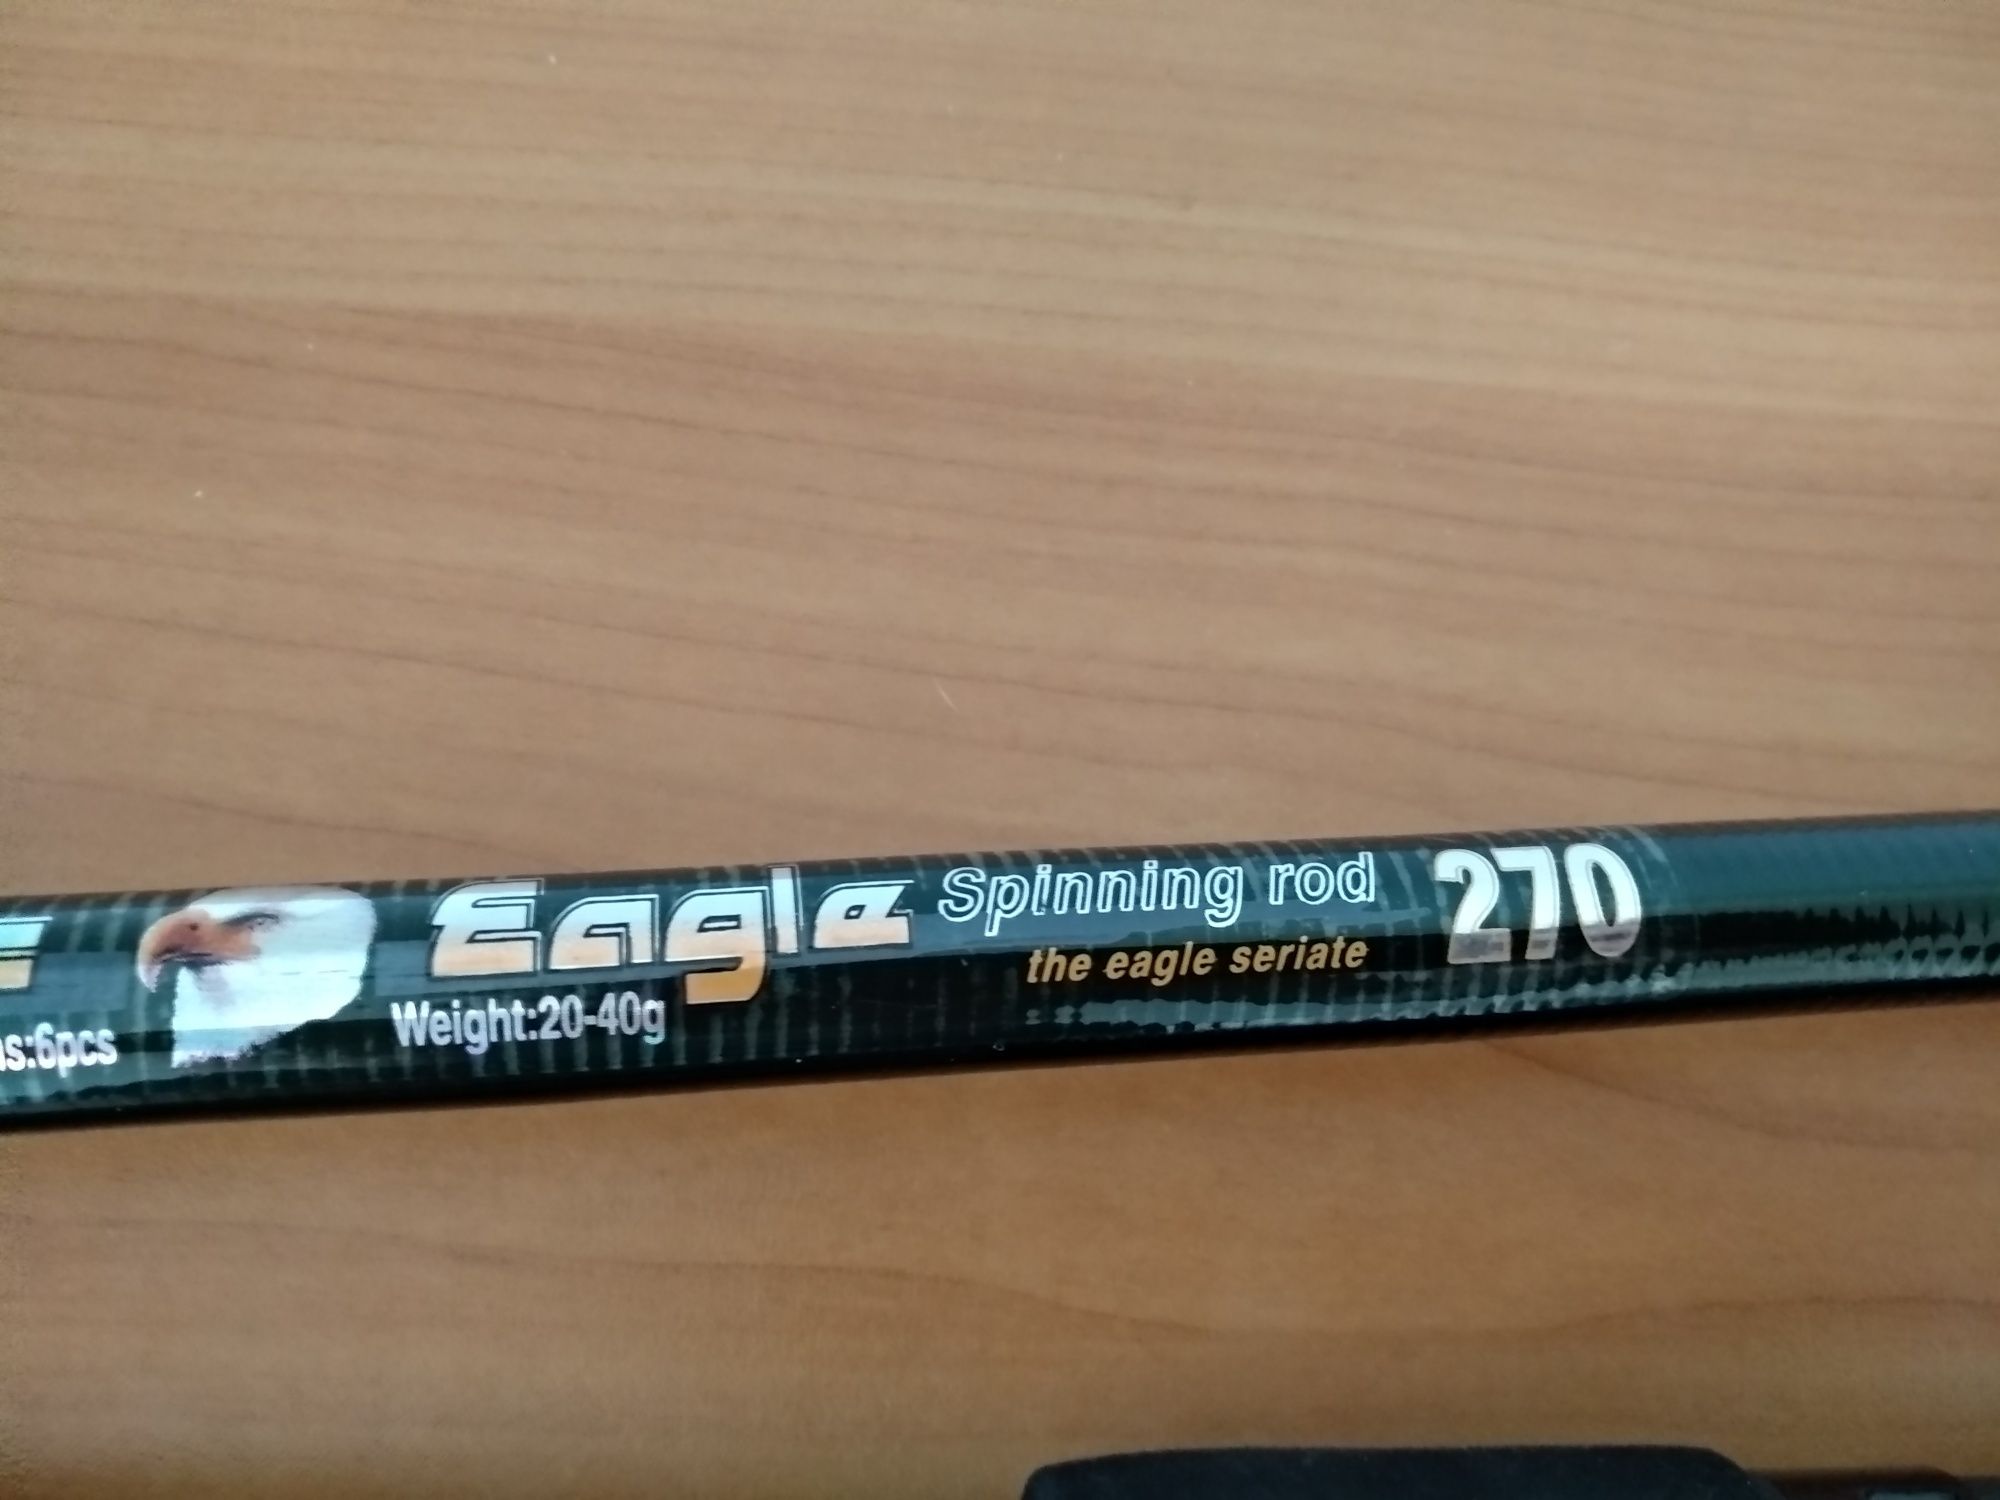 Eagle Spinning rod 270
the eagle seriate
:6pcs Weight:20-40g